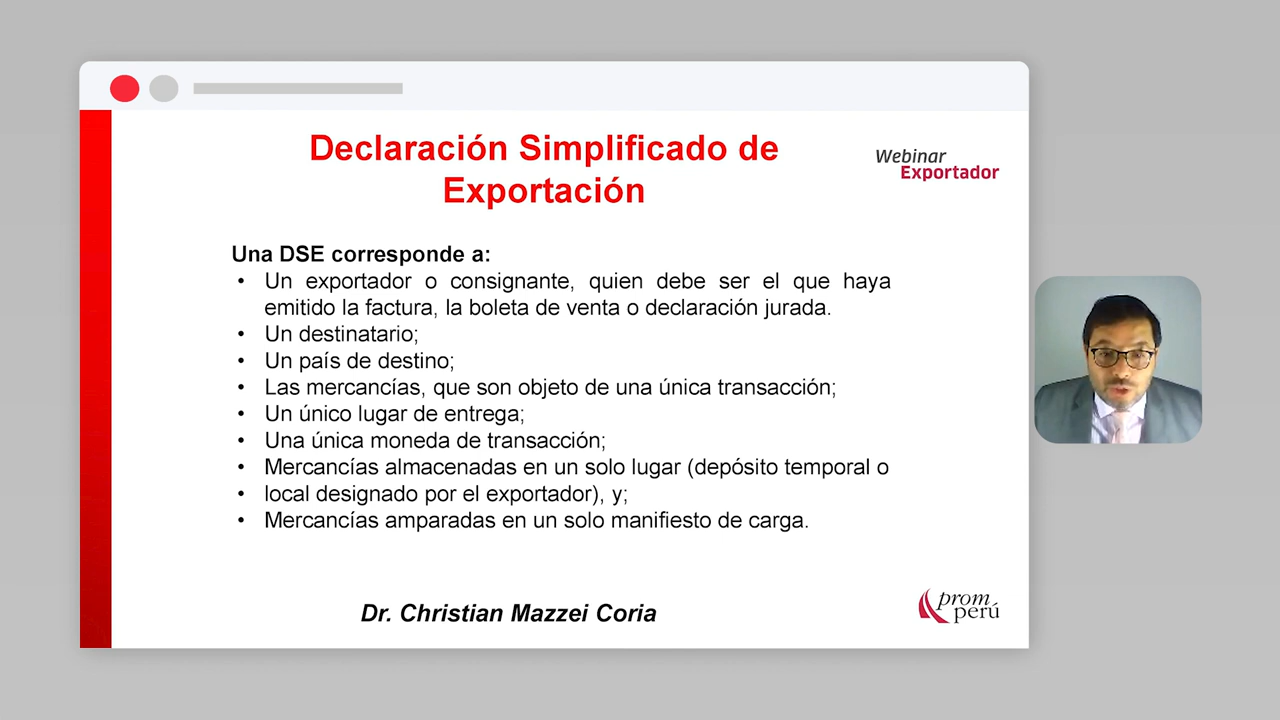 Declaración Simplificado de
Exportación
Webinar
Exportador
Una DSE corresponde a:
• Un exportador o consignante, quien debe ser el que haya
emitido la factura, la boleta de venta o declaración jurada.
• Un destinatario;
• Un país de destino;
• Las mercancías, que son objeto de una única transacción;
• Un único lugar de entrega;
• Una única moneda de transacción;
• Mercancías almacenadas en un solo lugar (depósito temporal o
• local designado por el exportador), y;
• Mercancías amparadas en un solo manifiesto de carga.
Dr. Christian Mazzei Coria
prom
perú